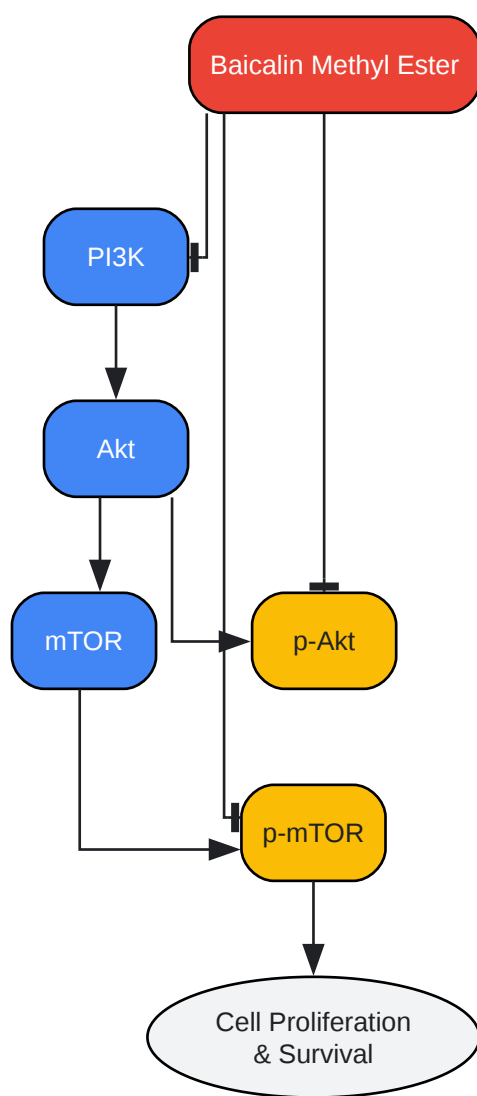 Baicalin Methyl Ester
PI3K
Akt
mTOR
p-Akt
p-mTOR
Cell Proliferation
& Survival